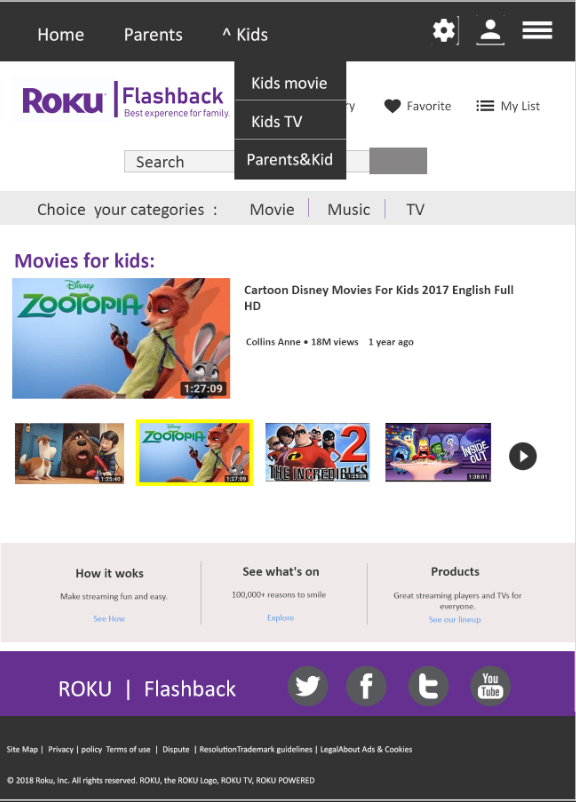 Home Parents ^ Kids
Kids movie
Kids TV
Parents&Kid
ROKU Flashback
Best experence for family.
ry Favorite My List
Search
Choice your categories : Movie Music TV
Movies for kids:
Disney
ZOOTOPIA
1:27:09
Cartoon Disney Movies For Kids 2017 English Full
HD
Collins Anne • 18M views 1 year ago
1:25:40
Disney
ZOOTOPIA
1:27:09
THE INCREDIBLES 2
INSIDE
OUT
1:38:01
How it woks
Make streaming fun and easy.
See How
See what's on
100,000+ reasons to smile
Explore
Products
Great streaming players and TVs for
everyone.
See our lineup
ROKU | Flashback
You
Tube
Site Map | Privacy | policy Terms of use | Dispute | ResolutionTrademark guidelines | LegalAbout Ads & Cookies
© 2018 Roku, Inc. All rights reserved. ROKU, the ROKU Logo, ROKU TV, ROKU POWERED